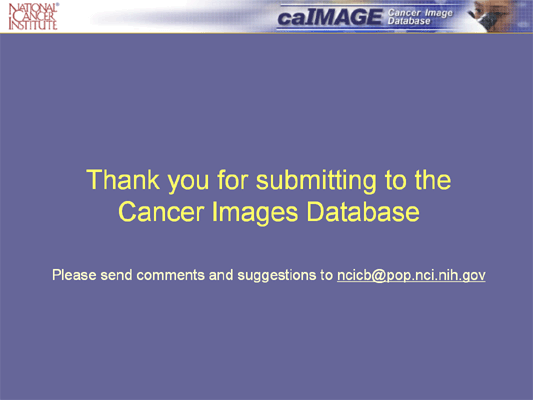 NATIONAL®
CANCER
INSTITUTE
caIMAGE Cancer Image
Database
Thank you for submitting to the
Cancer Images Database
Please send comments and suggestions to ncicb@pop.nci.nih.gov